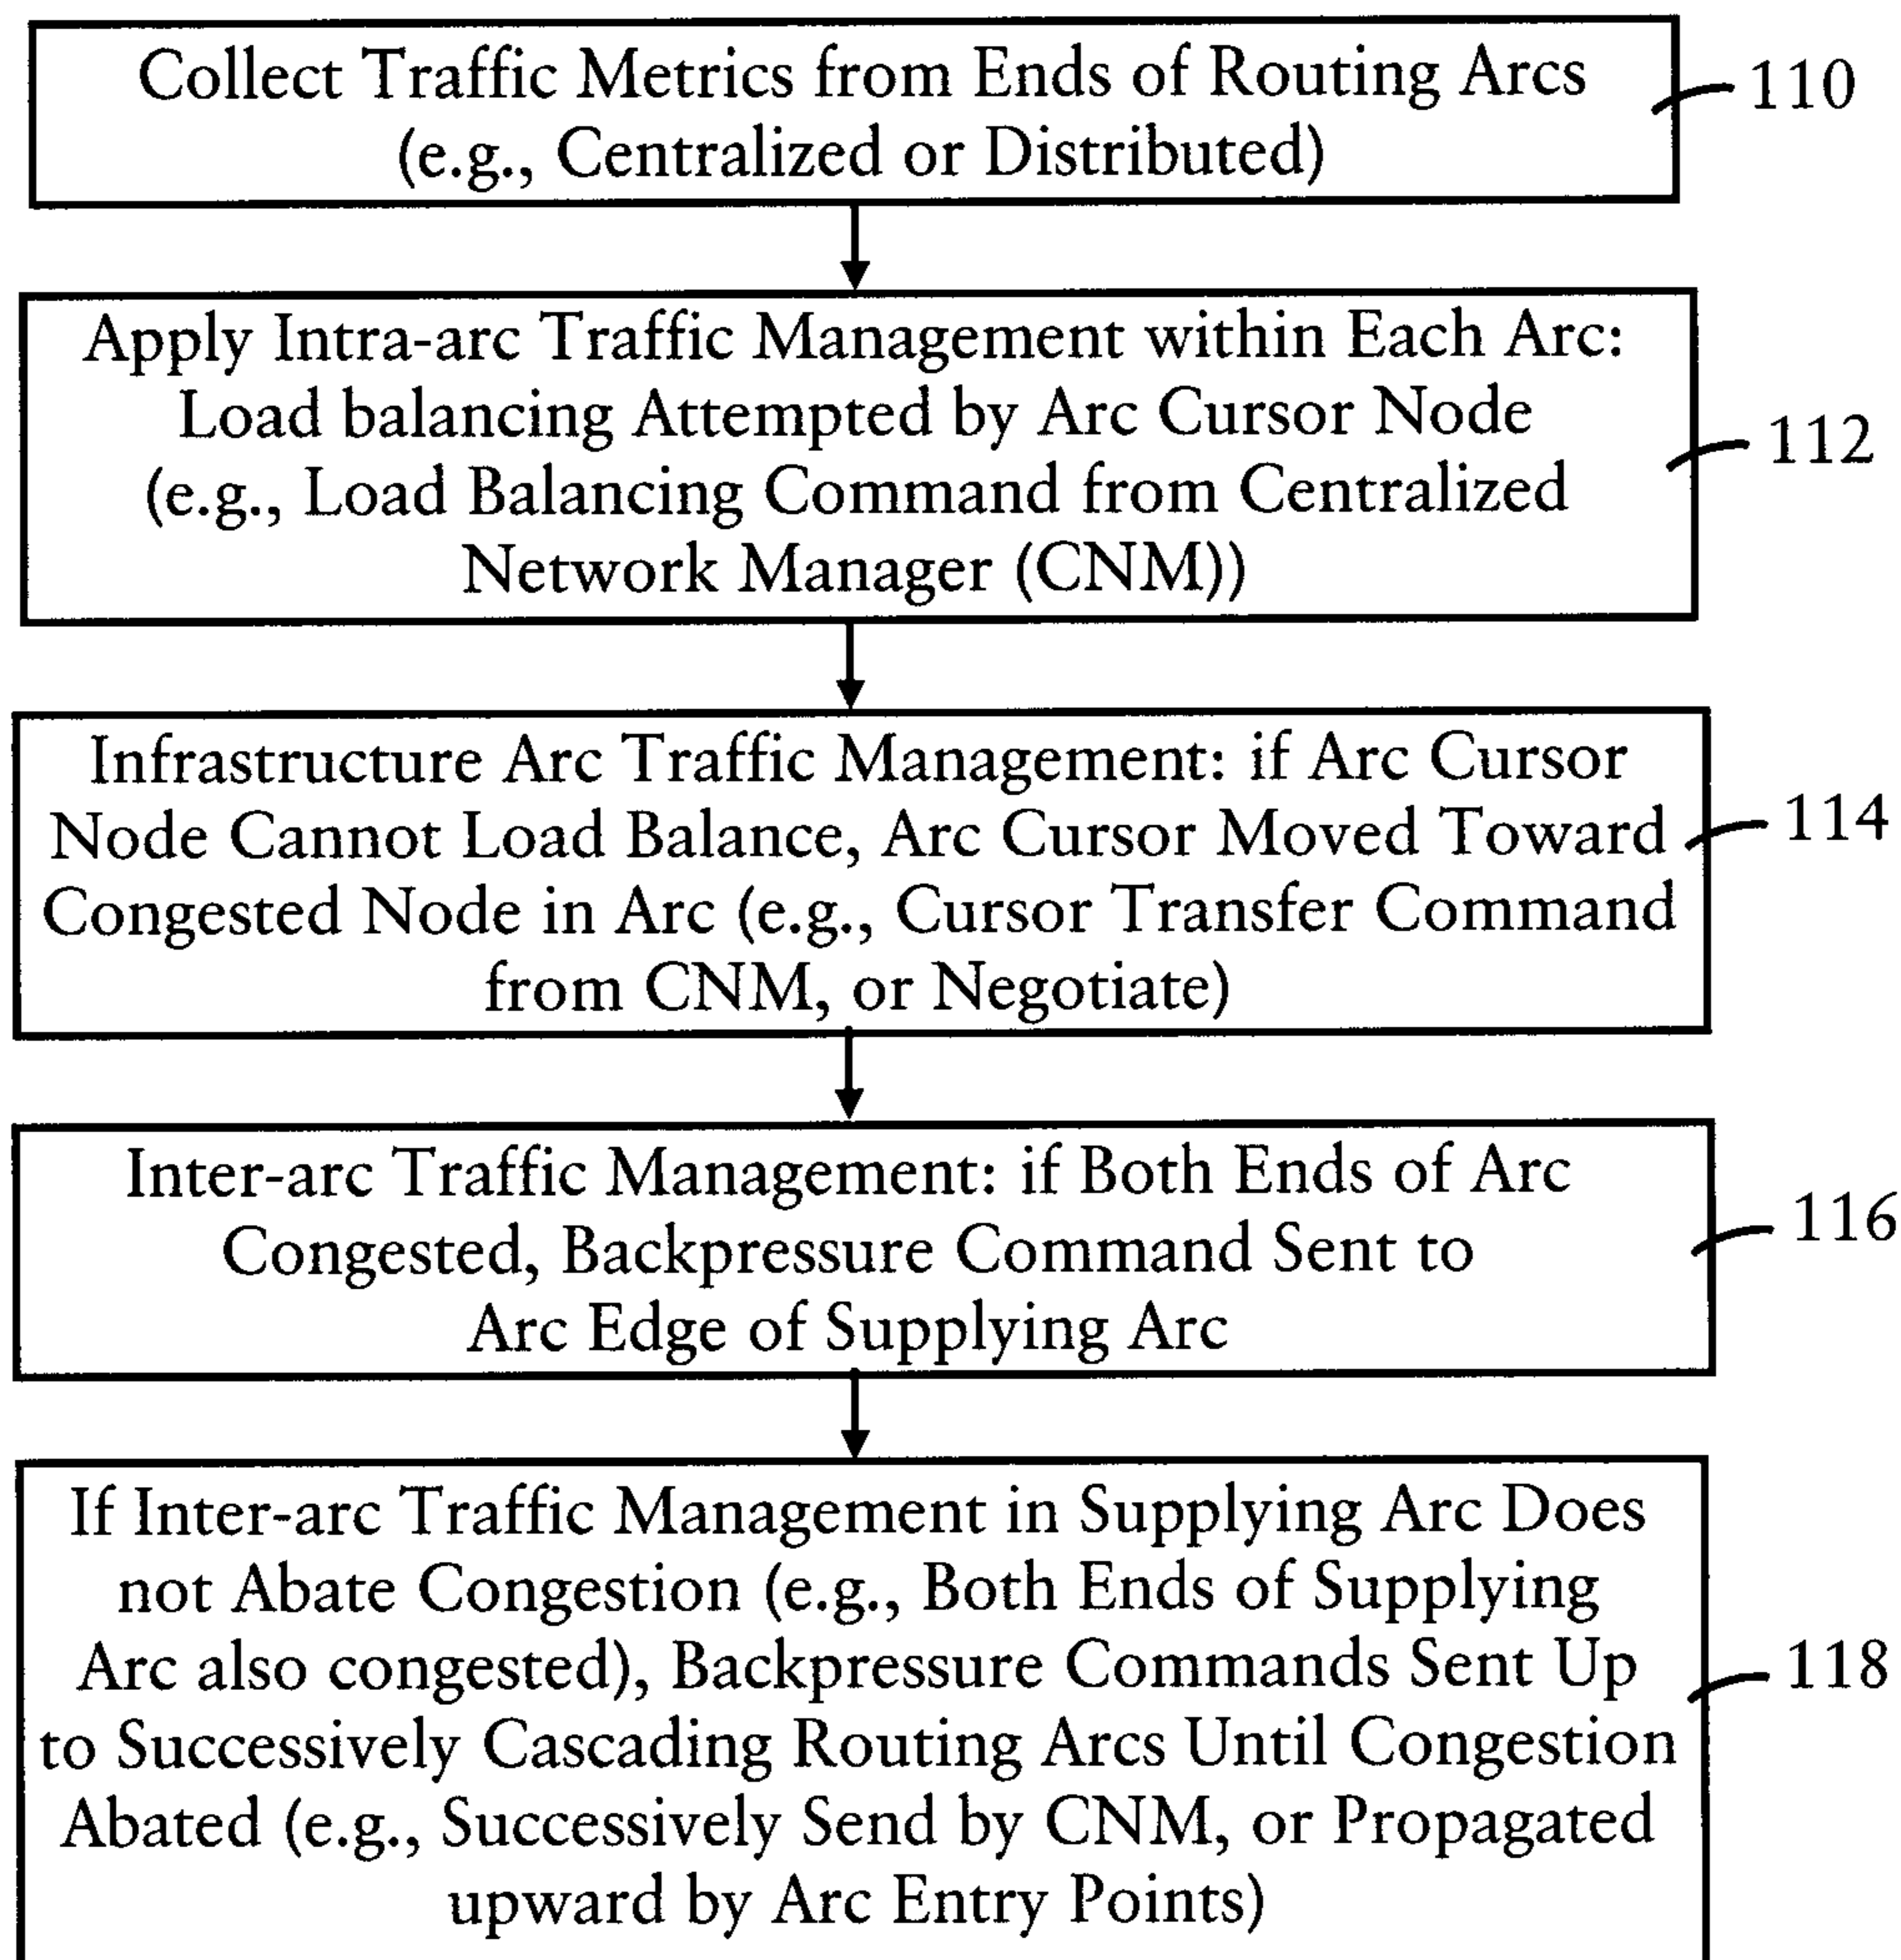 Collect Traffic Metrics from Ends of Routing Arcs
(e.g., Centralized or Distributed)
110
Apply Intra-arc Traffic Management within Each Arc:
Load balancing Attempted by Arc Cursor Node
(e.g., Load Balancing Command from Centralized
Network Manager (CNM))
112
Infrastructure Arc Traffic Management: if Arc Cursor
Node Cannot Load Balance, Arc Cursor Moved Toward
Congested Node in Arc (e.g., Cursor Transfer Command
from CNM, or Negotiate)
114
Inter-arc Traffic Management: if Both Ends of Arc
Congested, Backpressure Command Sent to
Arc Edge of Supplying Arc
116
If Inter-arc Traffic Management in Supplying Arc Does
not Abate Congestion (e.g., Both Ends of Supplying
Arc also congested), Backpressure Commands Sent Up
to Successively Cascading Routing Arcs Until Congestion
Abated (e.g., Successively Send by CNM, or Propagated
upward by Arc Entry Points)
118